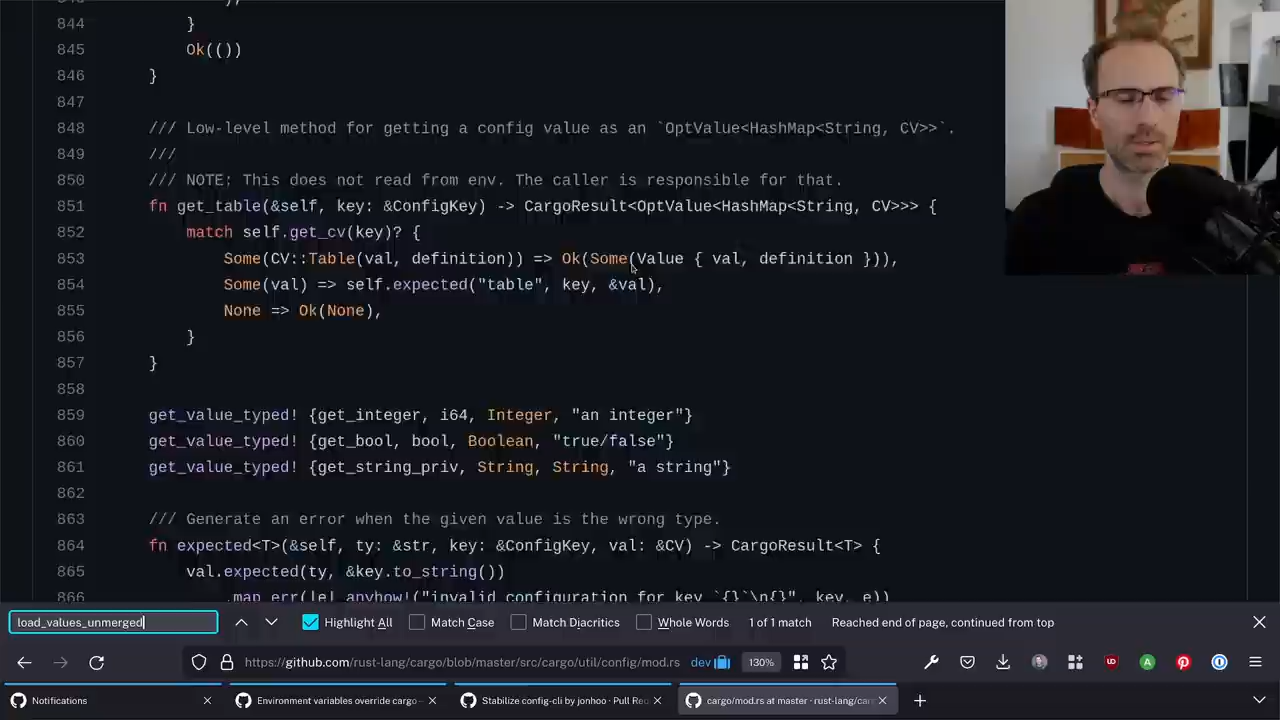 844 }
845 Ok(())
846 }
847
848 /// Low-level method for getting a config value as an `OptValue<HashMap<String, CV>>`.
849 ///
850 /// NOTE: This does not read from env. The caller is responsible for that.
851 fn get_table(&self, key: &ConfigKey) -> CargoResult<OptValue<HashMap<String, CV>>> {
852 match self.get_cv(key)? {
853 Some(CV::Table(val, definition)) => Ok(Some(Value { val, definition })),
854 Some(val) => self.expected("table", key, &val),
855 None => Ok(None),
856 }
857 }
858
859 get_value_typed! {get_integer, i64, Integer, "an integer"}
860 get_value_typed! {get_bool, bool, Boolean, "true/false"}
861 get_value_typed! {get_string_priv, String, String, "a string"}
862
863 /// Generate an error when the given value is the wrong type.
864 fn expected<T>(&self, ty: &str, key: &ConfigKey, val: &CV) -> CargoResult<T> {
865 val.expected(ty, &key.to_string())
866 .map_err(|e| anyhow!("invalid configuration for key `{}`\n{}", key, e))
load_values_unmerged Highlight All Match Case Match Diacritics Whole Words 1 of 1 match Reached end of page, continued from top
https://github.com/rust-lang/cargo/blob/master/src/cargo/util/config/mod.rs dev 130%
Notifications Environment variables override cargo Stabilize config-cli by jonhoo · Pull Re cargo/mod.rs at master · rust-lang/car